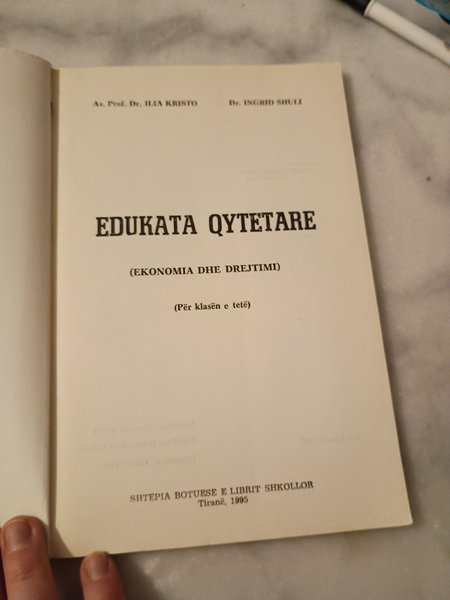 As. Prof. Dr. ILIA KRISTO Dr. INGRID SHULI
EDUKATA QYTETARE
(EKONOMIA DHE DREJTIMI)
(Për klasën e tetë)
SHTEPIA BOTUESE E LIBRIT SHKOLLOR
Tiranë, 1995